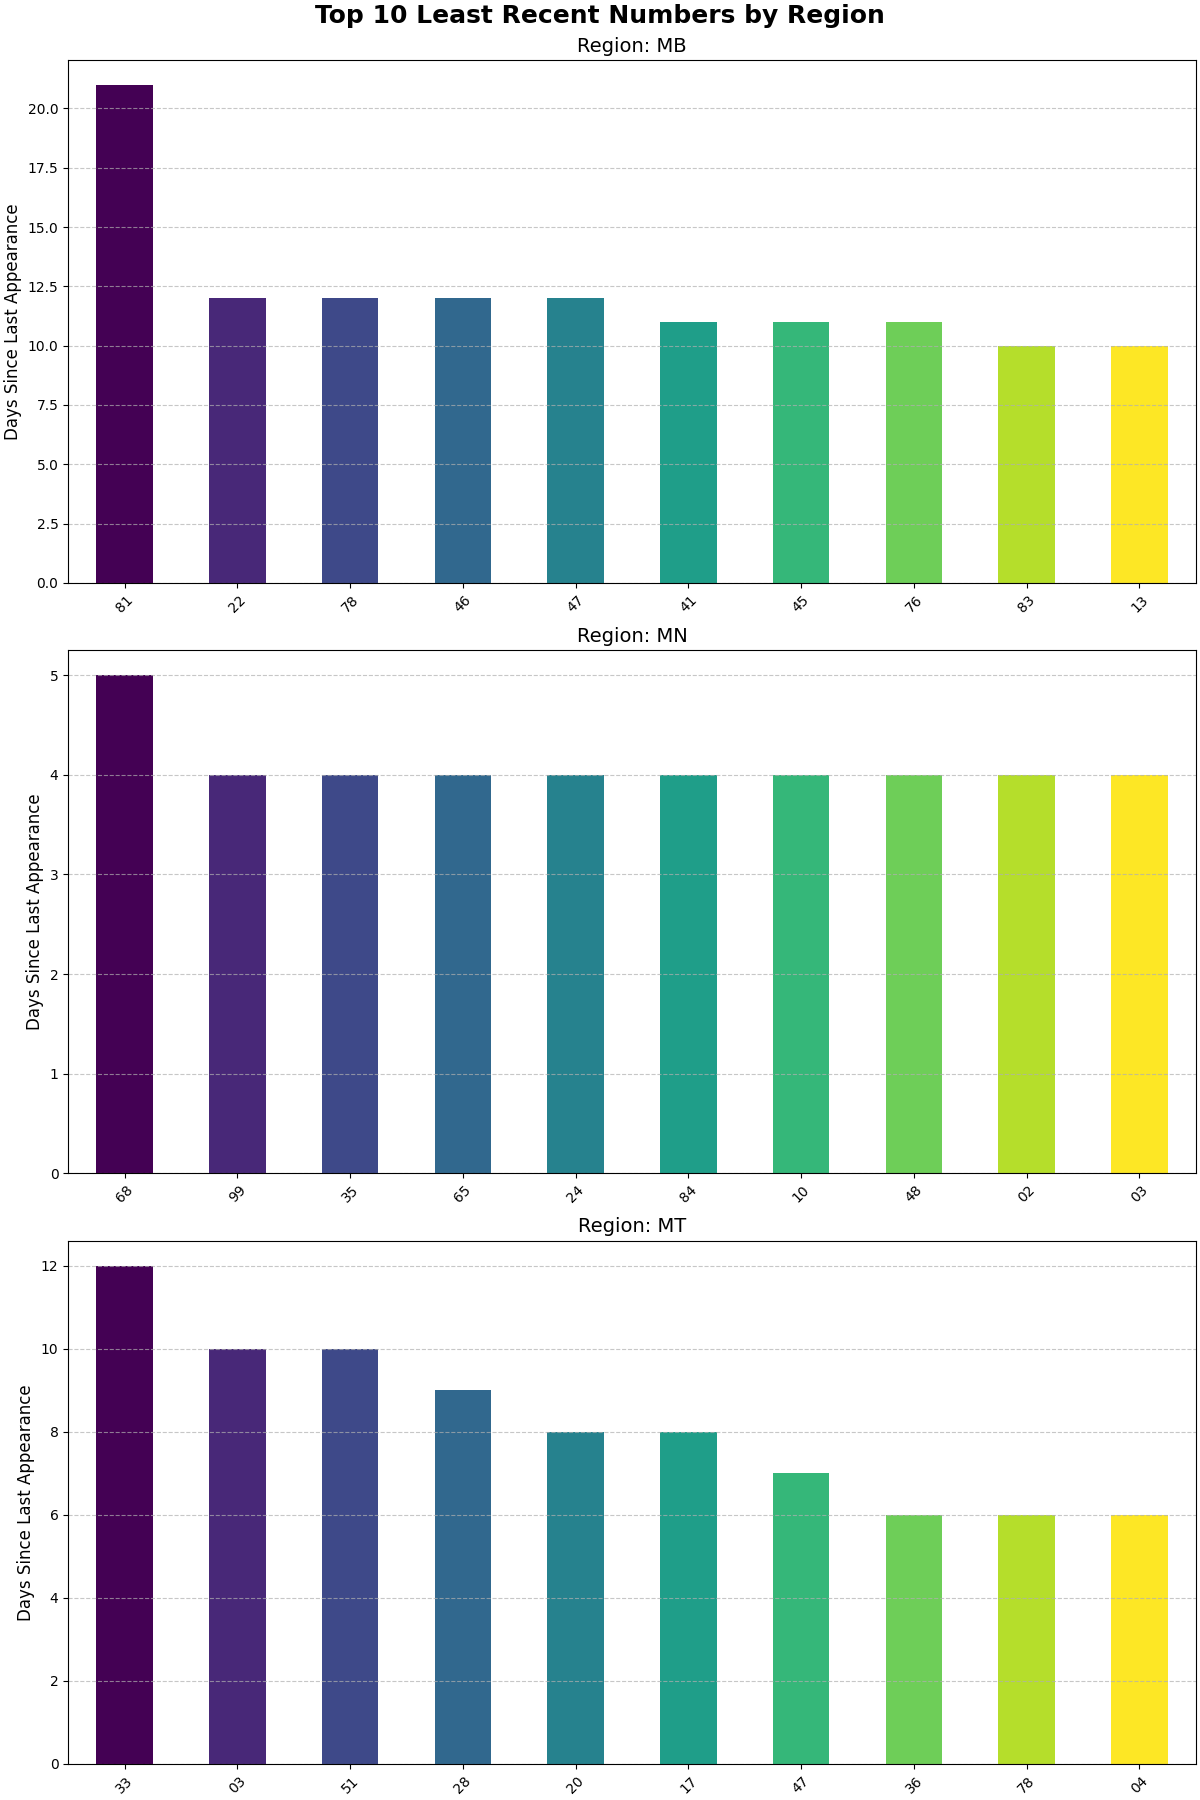 Top 10 Least Recent Numbers by Region
Region: MB
Days Since Last Appearance
20.0
17.5
15.0
12.5
10.0
7.5
5.0
2.5
0.0
81 22 78 46 47 41 45 76 83 13
Region: MN
Days Since Last Appearance
5
4
3
2
1
0
68 99 35 65 24 84 10 48 02 03
Region: MT
Days Since Last Appearance
12
10
8
6
4
2
0
33 03 51 28 20 17 47 36 78 04